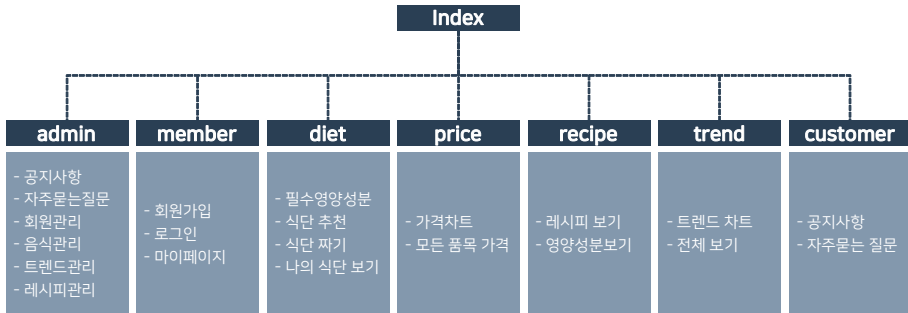 Index
admin
- 공지사항
- 자주묻는질문
- 회원관리
- 음식관리
- 트렌드관리
- 레시피관리
member
- 회원가입
- 로그인
- 마이페이지
diet
- 필수영양성분
- 식단 추천
- 식단 짜기
- 나의 식단 보기
price
- 가격차트
- 모든 품목 가격
recipe
- 레시피 보기
- 영양성분보기
trend
- 트렌드 차트
- 전체 보기
customer
- 공지사항
- 자주묻는 질문